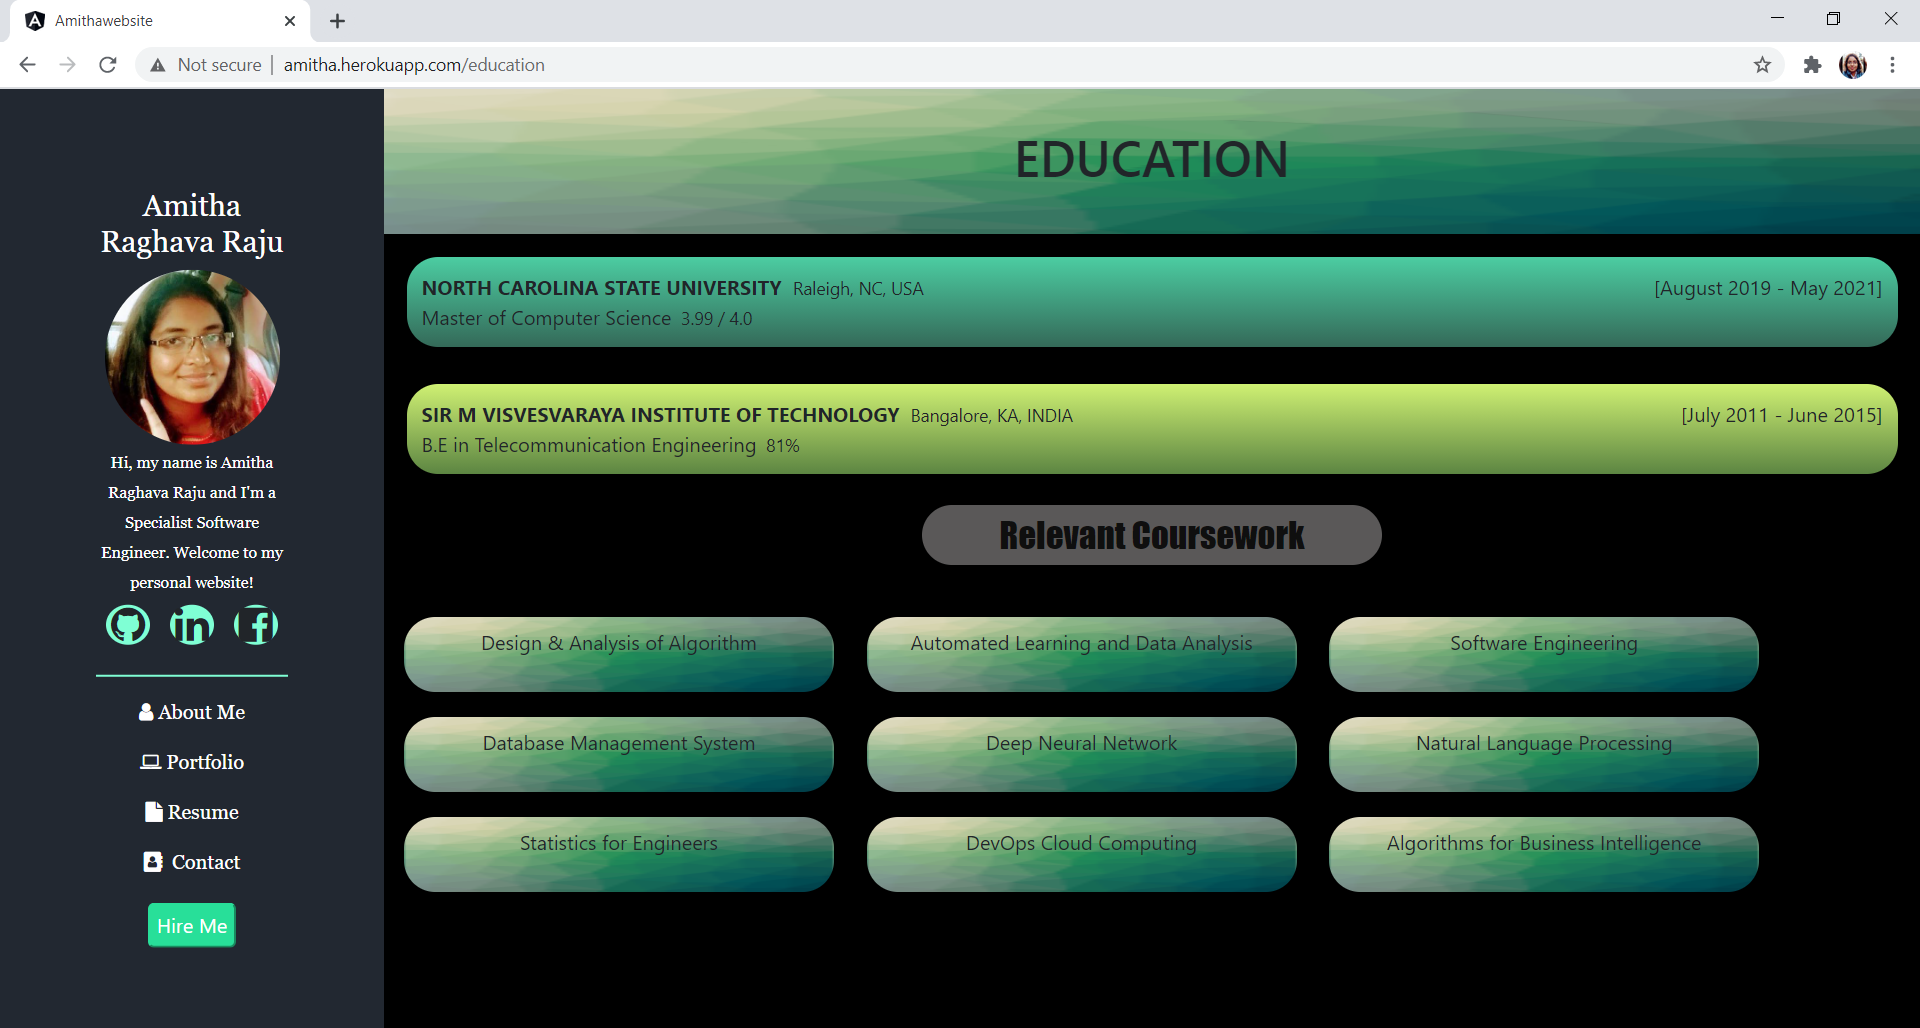 Amithawebsite
Not secure | amitha.herokuapp.com/education
Amitha
Raghava Raju
Hi, my name is Amitha
Raghava Raju and I'm a
Specialist Software
Engineer. Welcome to my
personal website!
in f
About Me
Portfolio
Resume
Contact
Hire Me
EDUCATION
NORTH CAROLINA STATE UNIVERSITY Raleigh, NC, USA [August 2019 - May 2021]
Master of Computer Science 3.99 / 4.0
SIR M VISVESVARAYA INSTITUTE OF TECHNOLOGY Bangalore, KA, INDIA [July 2011 - June 2015]
B.E in Telecommunication Engineering 81%
Relevant Coursework
Design & Analysis of Algorithm
Automated Learning and Data Analysis
Software Engineering
Database Management System
Deep Neural Network
Natural Language Processing
Statistics for Engineers
DevOps Cloud Computing
Algorithms for Business Intelligence